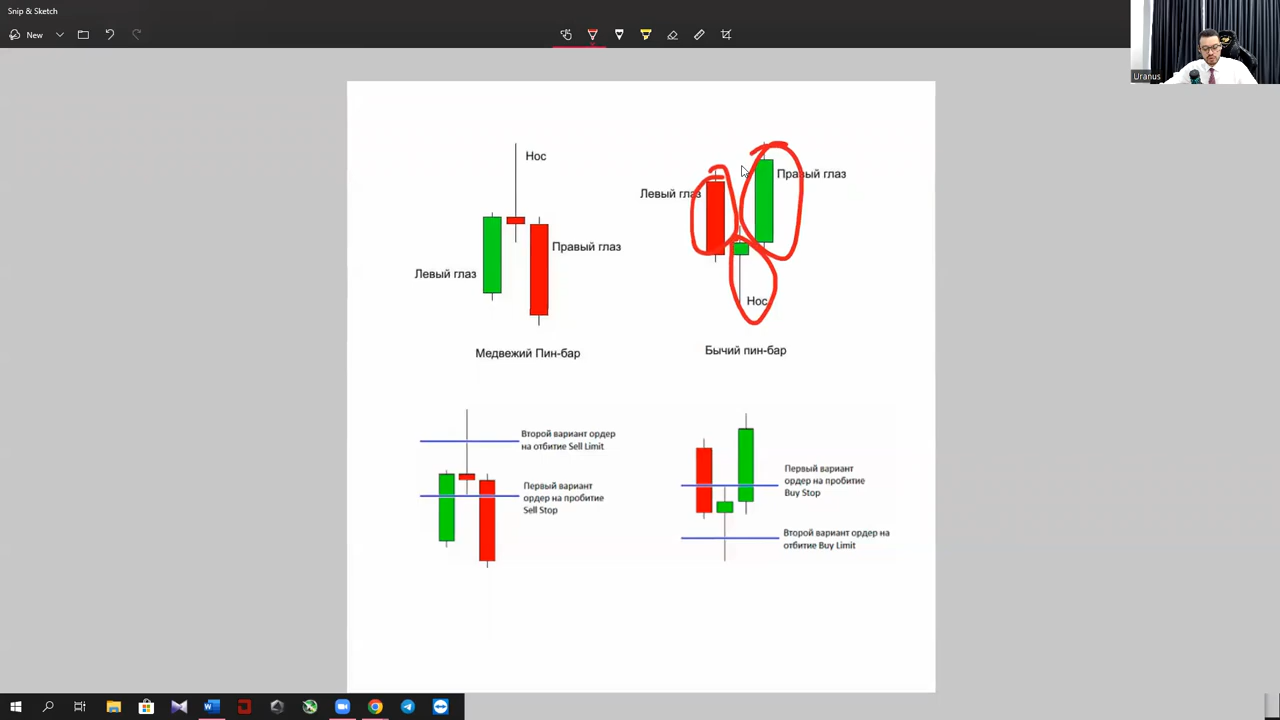 Snip & Sketch
New
Uranus
Нос
Левый глаз
Правый глаз
Правый глаз
Левый глаз
Нос
Медвежий Пин-бар
Бычий пин-бар
Второй вариант ордер
на отбитие Sell Limit
Первый вариант
ордер на пробитие
Sell Stop
Первый вариант
ордер на пробитие
Buy Stop
Второй вариант ордер на
отбитие Buy Limit